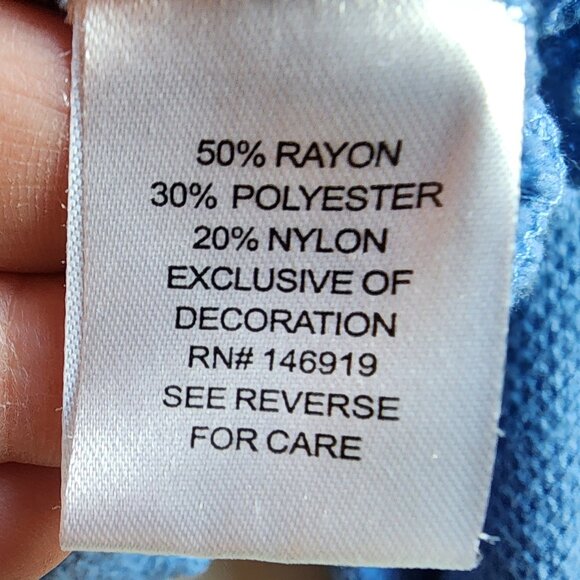 50% RAYON
30% POLYESTER
20% NYLON
EXCLUSIVE OF
DECORATION
RN# 146919
SEE REVERSE
FOR CARE